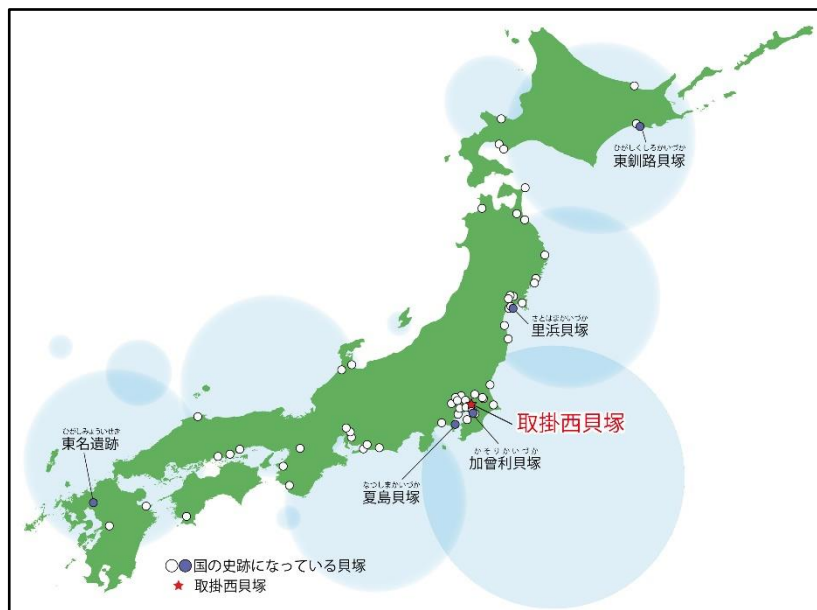 ひがしくしろかいづか
東釧路貝塚
さとはまかいづか
里浜貝塚
取掛西貝塚
かそりかいづか
加曾利貝塚
なつしまかいづか
夏島貝塚
ひがしみょういせき
東名遺跡
国の史跡になっている貝塚
取掛西貝塚